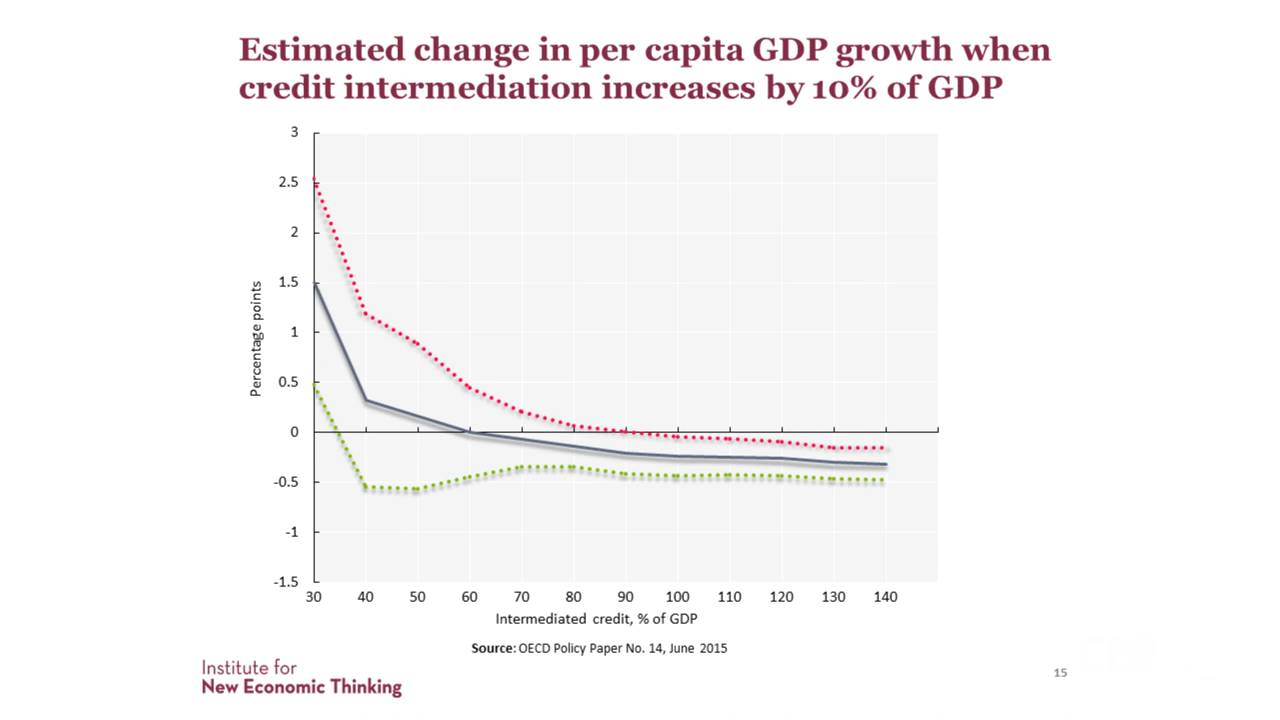 Estimated change in per capita GDP growth when
credit intermediation increases by 10% of GDP
3
2.5
2
1.5
1
0.5
0
-0.5
-1
-1.5
Percentage points
30 40 50 60 70 80 90 100 110 120 130 140
Intermediated credit, % of GDP
Source: OECD Policy Paper No. 14, June 2015
Institute for
New Economic Thinking
15